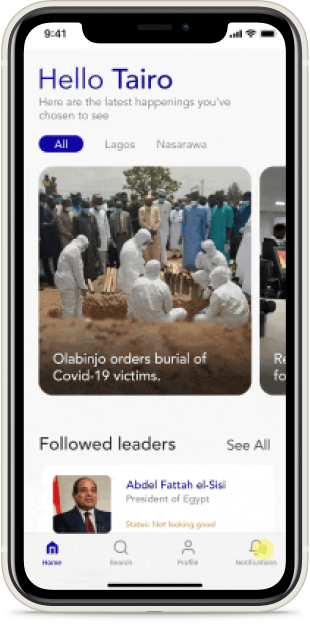 9:41
Hello Tairo
Here are the latest happenings you've
chosen to see
All Lagos Nasarawa
Olabinjo orders burial of
Covid-19 victims.
Re
fo
Followed leaders See All
Abdel Fattah el-Sisi
President of Egypt
Status: Not looking good
Home Search Profile Notifications